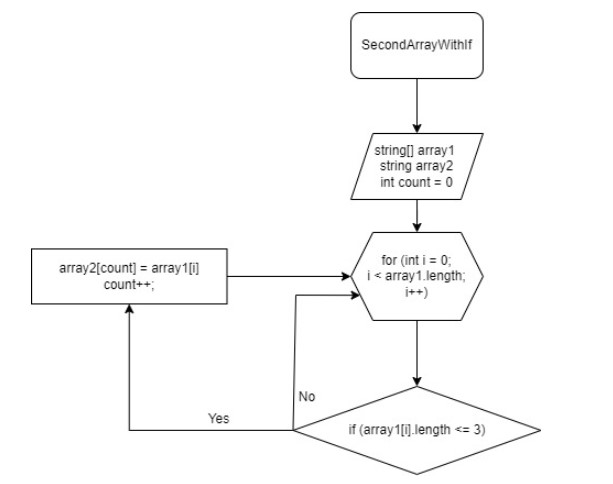 SecondArrayWithIf
string[] array1
string array2
int count = 0
for (int i = 0;
i < array1.length;
i++)
array2[count] = array1[i]
count++;
No
Yes
if (array1[i].length <= 3)